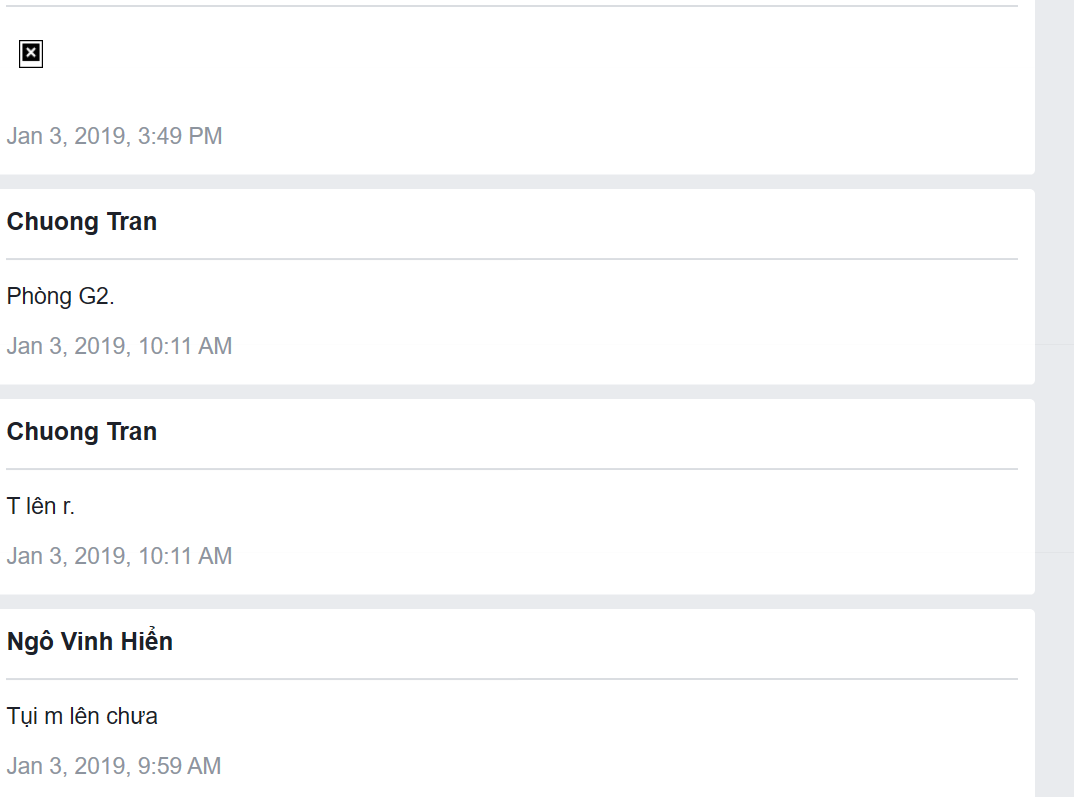 Jan 3, 2019, 3:49 PM
Chuong Tran
Phòng G2.
Jan 3, 2019, 10:11 AM
Chuong Tran
T lên r.
Jan 3, 2019, 10:11 AM
Ngô Vinh Hiển
Tụi m lên chưa
Jan 3, 2019, 9:59 AM